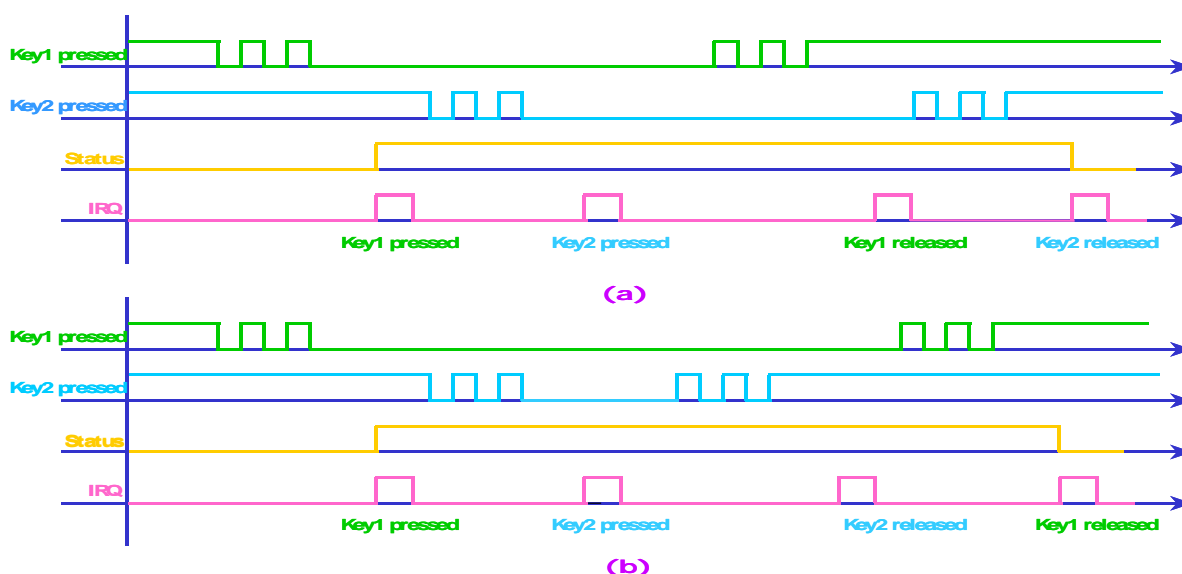 Key1 pressed
Key2 pressed
Status
IRQ
Key1 pressed Key2 pressed Key1 released Key2 released
(a)
Key1 pressed
Key2 pressed
Status
IRQ
Key1 pressed Key2 pressed Key2 released Key1 released
(b)